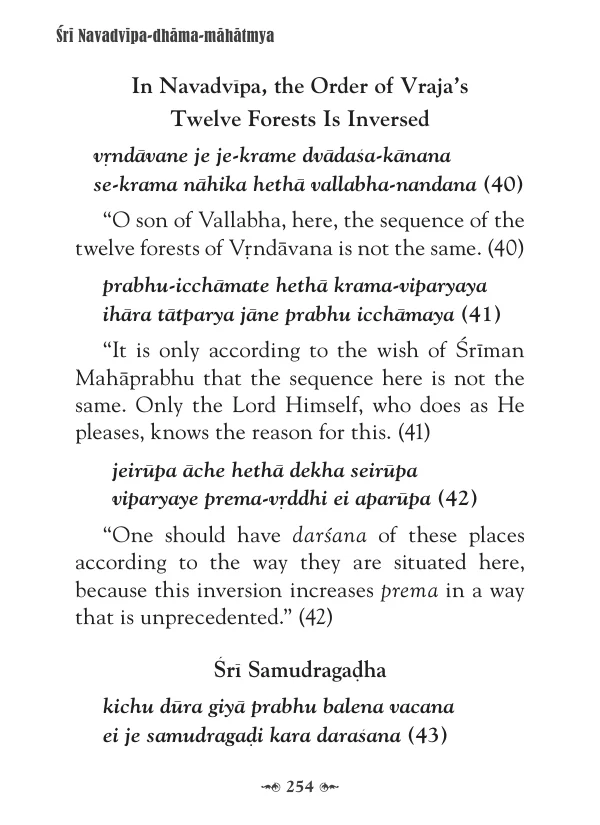 Śrī Navadvīpa-dhāma-māhātmya
In Navadvīpa, the Order of Vraja’s
Twelve Forests Is Inversed
vṛndāvane je je-krame dvādaśa-kānana
se-krama nāhika hethā vallabha-nandana (40)
“O son of Vallabha, here, the sequence of the
twelve forests of Vṛndāvana is not the same. (40)
prabhu-icchāmate hethā krama-viparyaya
ihāra tātparya jāne prabhu icchāmaya (41)
“It is only according to the wish of Śrīman
Mahāprabhu that the sequence here is not the
same. Only the Lord Himself, who does as He
pleases, knows the reason for this. (41)
jeirūpa āche hethā dekha seirūpa
viparyaye prema-vṛddhi ei aparūpa (42)
“One should have darśana of these places
according to the way they are situated here,
because this inversion increases prema in a way
that is unprecedented.” (42)
Śrī Samudragaḍha
kichu dūra giyā prabhu balena vacana
ei je samudragaḍi kara daraśana (43)
254